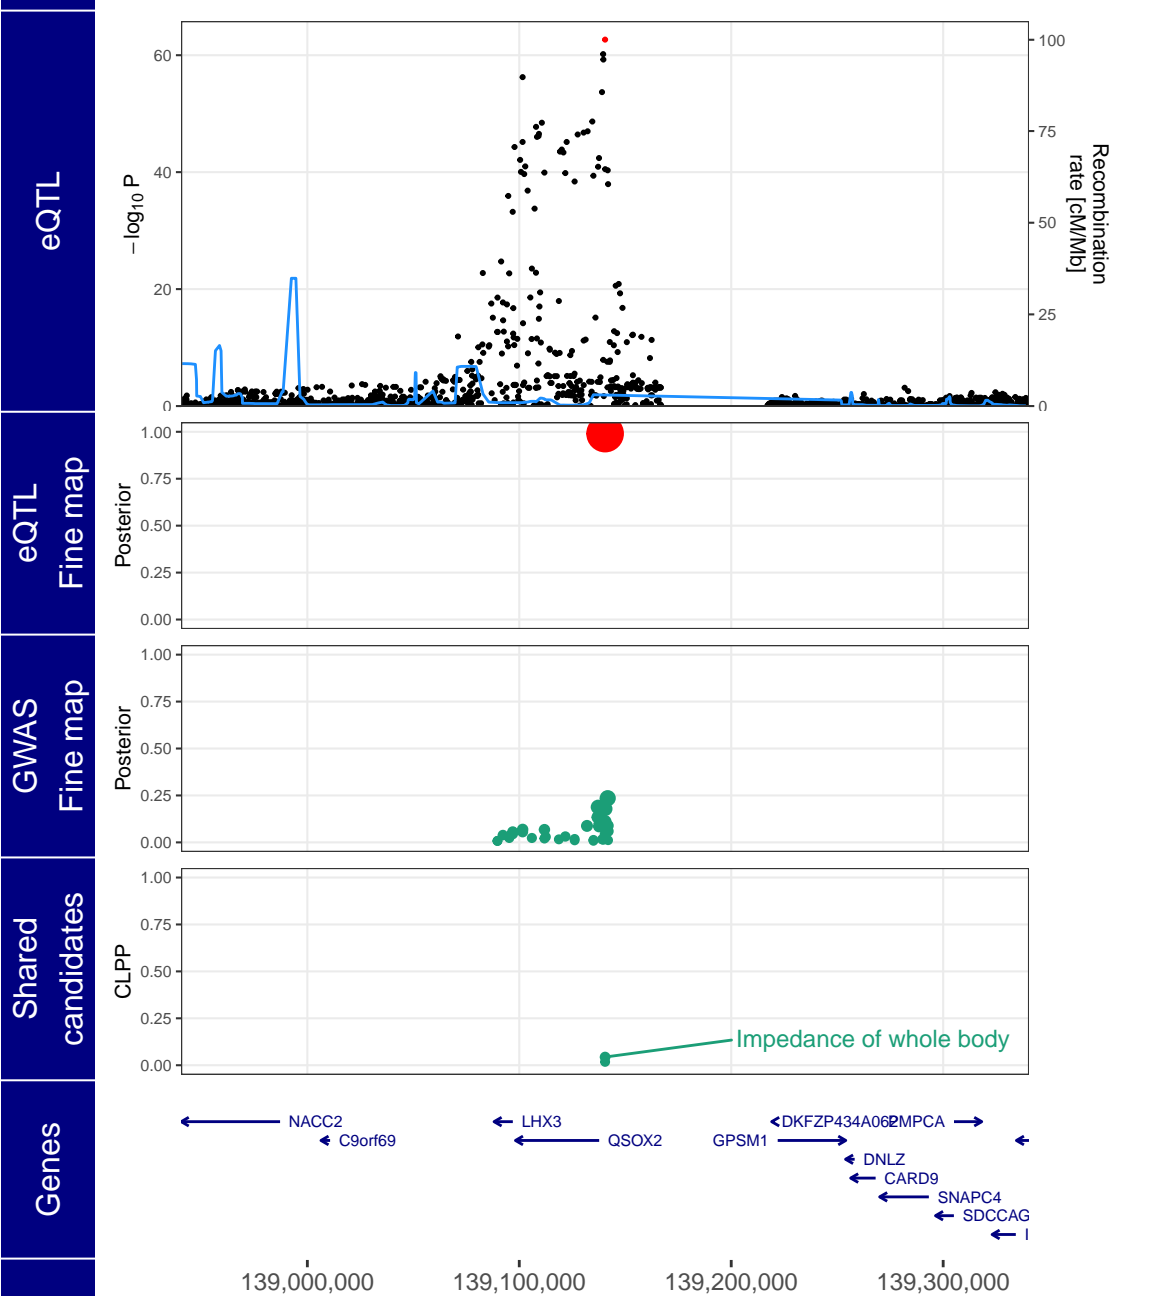 eQTL
−log10 P
60
40
20
0
100
75
50
25
0
Recombination
rate [cM/Mb]
eQTL
Fine map
Posterior
1.00
0.75
0.50
0.25
0.00
GWAS
Fine map
Posterior
1.00
0.75
0.50
0.25
0.00
Shared
candidates
CLPP
1.00
0.75
0.50
0.25
0.00
Impedance of whole body
Genes
NACC2 LHX3 DKFZP434A062 PMPCA
C9orf69 QSOX2 GPSM1
DNLZ
CARD9
SNAPC4
SDCCAG
I
139,000,000 139,100,000 139,200,000 139,300,000